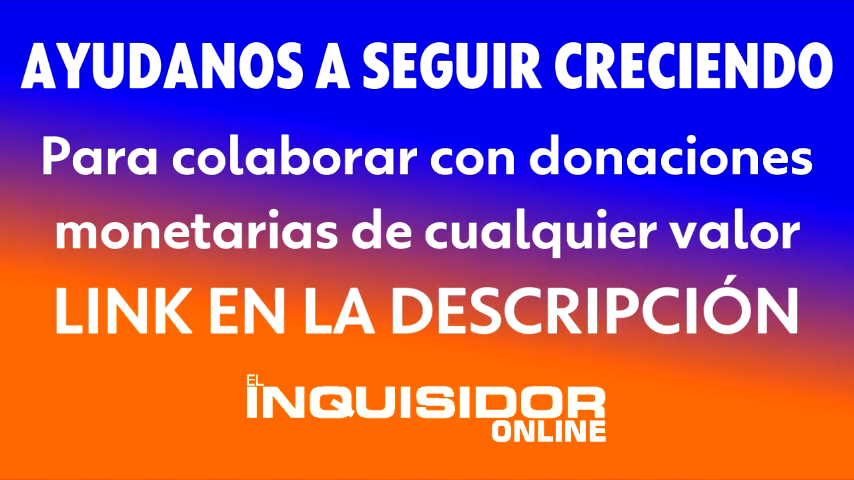 AYUDANOS A SEGUIR CRECIENDO
Para colaborar con donaciones
monetarias de cualquier valor
LINK EN LA DESCRIPCIÓN
EL
INQUISIDOR
ONLINE